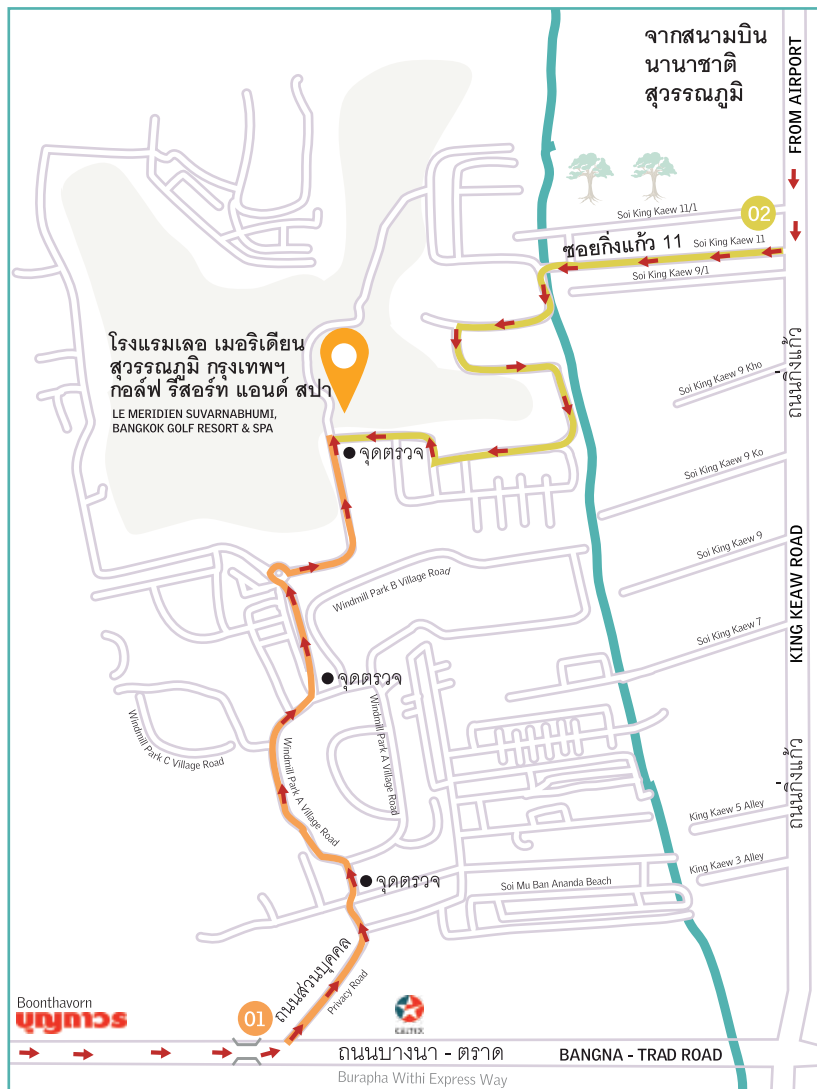 จากสนามบิน
นานาชาติ
สุวรรณภูมิ
FROM AIRPORT
Soi King Kaew 11/1
02
ซอยกิ่งแก้ว 11
Soi King Kaew 11
Soi King Kaew 9/1
ถนนกิ่งแก้ว
โรงแรมเลอ เมอริเดียน
สุวรรณภูมิ กรุงเทพฯ
กอล์ฟ รีสอร์ท แอนด์ สปา
LE MERIDIEN SUVARNABHUMI,
BANGKOK GOLF RESORT & SPA
Soi King Kaew 9 Kho
จุดตรวจ
Soi King Kaew 9 Ko
Soi King Kaew 9
Windmill Park B Village Road
KING KEAW ROAD
Soi King Kaew 7
จุดตรวจ
Windmill Park C Village Road
Windmill Park A Village Road
Windmill Park A Village Road
ถนนกิ่งแก้ว
King Kaew 5 Alley
King Kaew 3 Alley
จุดตรวจ
Soi Mu Ban Ananda Beach
ถนนส่วนบุคคล
Privacy Road
Boonthavorn
บุญถาวร
01
CALTEX
ถนนบางนา - ตราด
BANGNA - TRAD ROAD
Burapha Withi Express Way